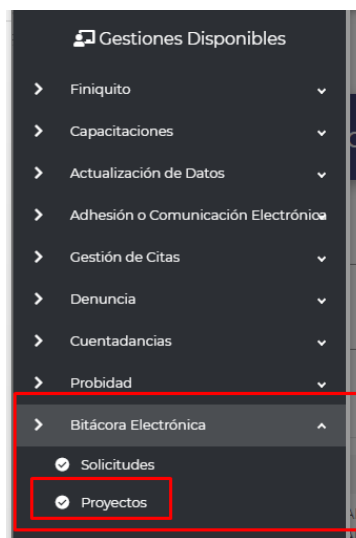 Gestiones Disponibles
Finiquito
Capacitaciones
Actualización de Datos
Adhesión o Comunicación Electrónica
Gestión de Citas
Denuncia
Cuentadancias
Probidad
Bitácora Electrónica
Solicitudes
Proyectos